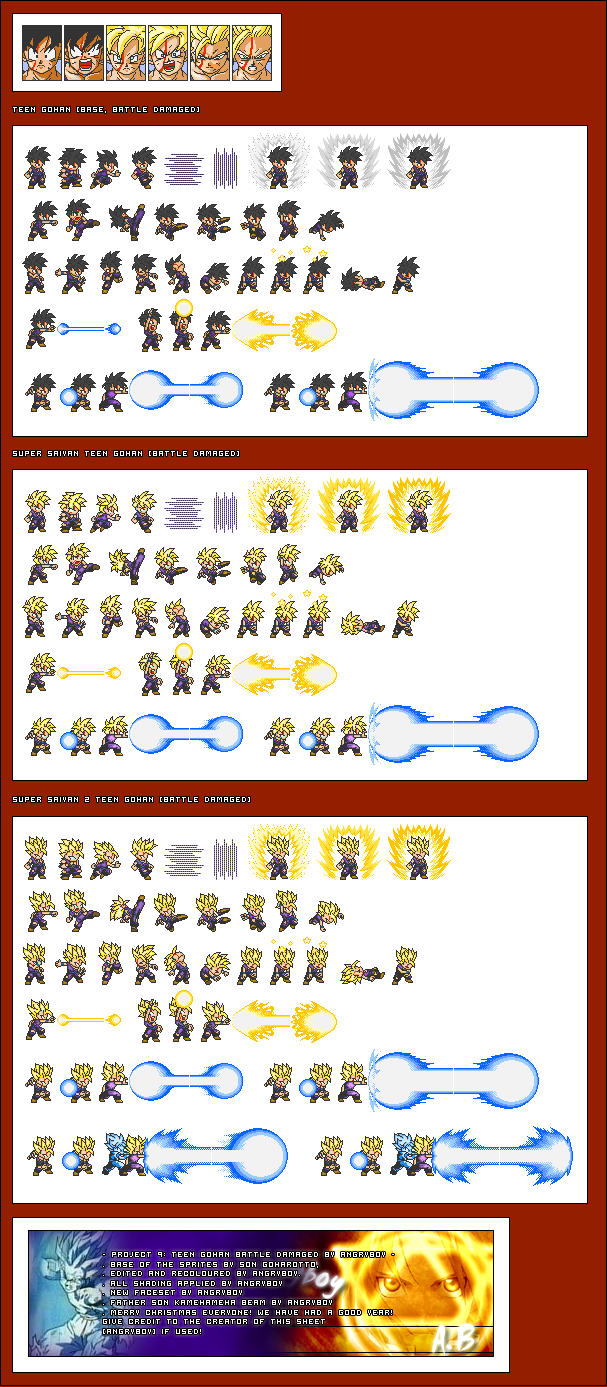 TEEN GOHAN [BASE, BATTLE DAMAGED]
SUPER SAIYAN TEEN GOHAN [BATTLE DAMAGED]
SUPER SAIYAN 2 TEEN GOHAN [BATTLE DAMAGED]
- PROJECT 9: TEEN GOHAN BATTLE DAMAGED BY ANGRYBOY -
. BASE OF THE SPRITES BY SON GOHAROTTO,
. EDITED AND RECOLOURED BY ANGRYBOY.
. ALL SHADING APPLIED BY ANGRYBOY
. NEW FACESET BY ANGRYBOY
. FATHER SON KAMEHAMEHA BEAM BY ANGRYBOY
. MERRY CHRISTMAS EVERYONE! WE HAVE HAD A GOOD YEAR!
GIVE CREDIT TO THE CREATOR OF THIS SHEET
[ANGRYBOY] IF USED!
boy
A.B